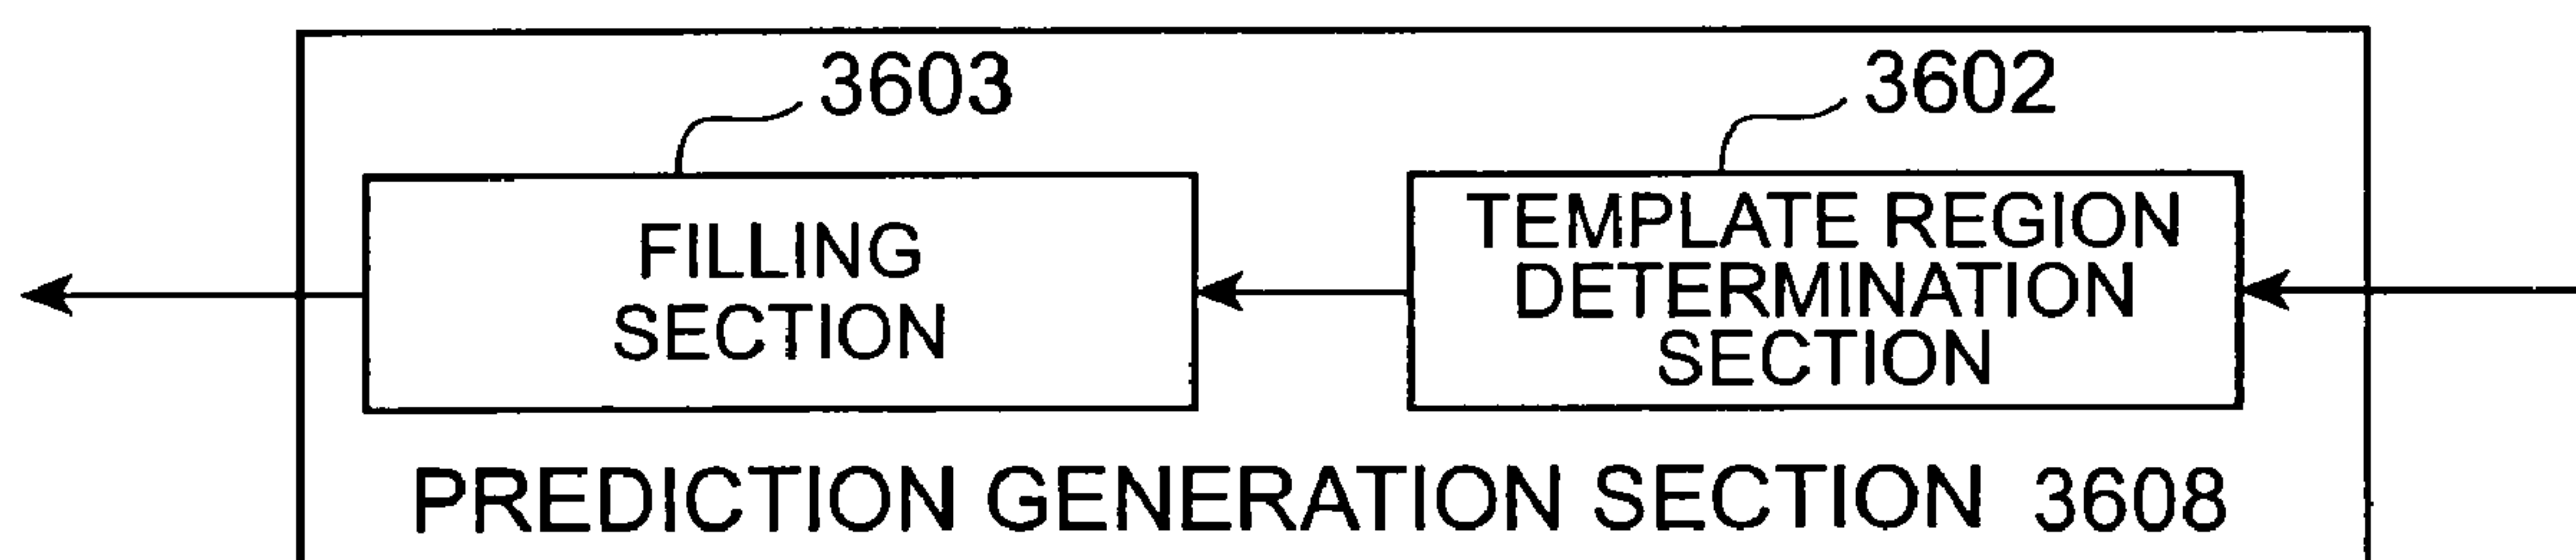 3603
3602
FILLING
SECTION
TEMPLATE REGION
DETERMINATION
SECTION
PREDICTION GENERATION SECTION 3608